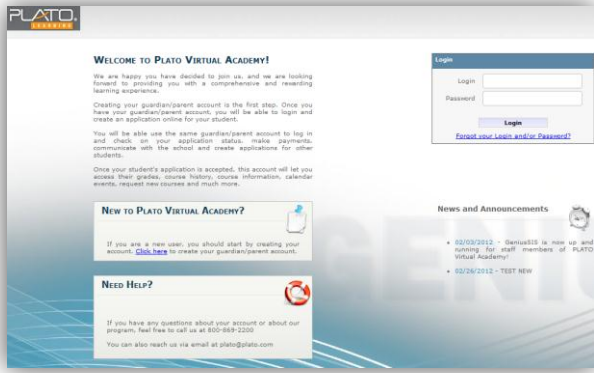 PLATO.
LEARNING
WELCOME TO PLATO VIRTUAL ACADEMY!
We are happy you have decided to join us, and we are looking
forward to providing you with a comprehensive and rewarding
learning experience.
Creating your guardian/parent account is the first step. Once you
have your guardian/parent account, you will be able to login and
create an application online for your student.
You will be able use the same guardian/parent account to log in
and check on your application status, make payments,
communicate with the school and create applications for other
students.
Once your student's application is accepted, this account will let you
access their grades, course history, course information, calendar
events, request new courses and much more.
NEW TO PLATO VIRTUAL ACADEMY?
If you are a new user, you should start by creating your
account. Click here to create your guardian/parent account.
NEED HELP?
If you have any questions about your account or about our
program, feel free to call us at 800-869-2200
You can also reach us via email at plato@plato.com
Login
Login
Password
Login
Forgot your Login and/or Password?
News and Announcements
02/03/2012 - GeniusSIS is now up and
running for staff members of PLATO
Virtual Academy!
02/26/2012 - TEST NEW
GENIU